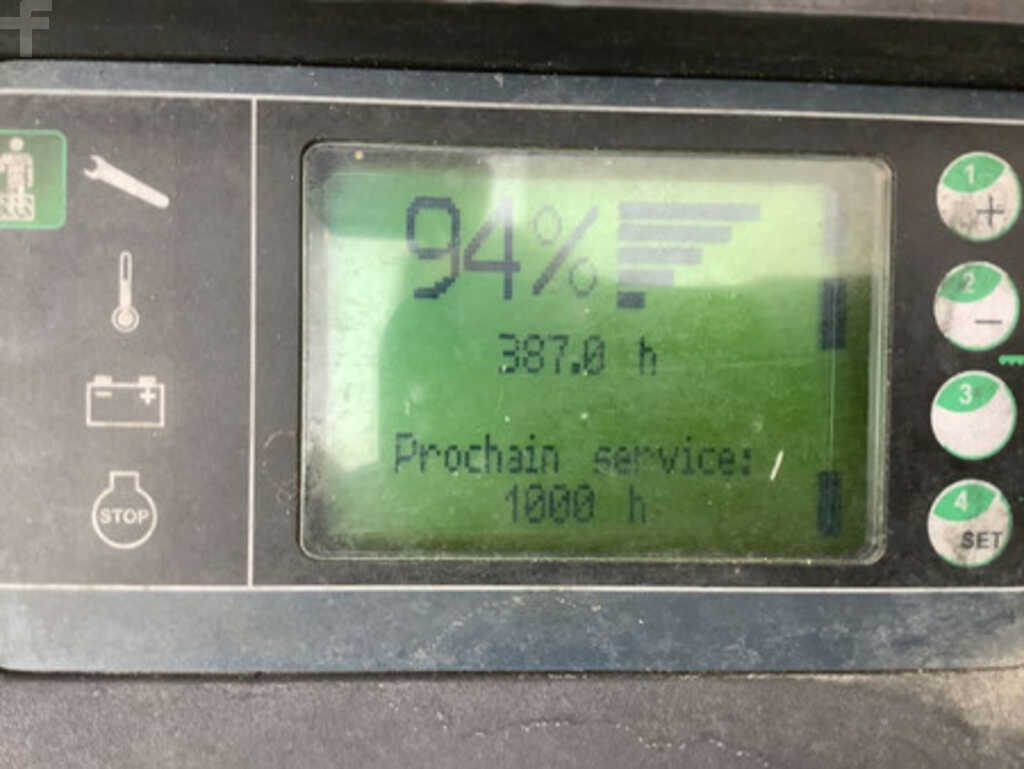 94%
387.0 h
Prochain service:
1000 h
STOP
1
+
2
−
3
4
SET